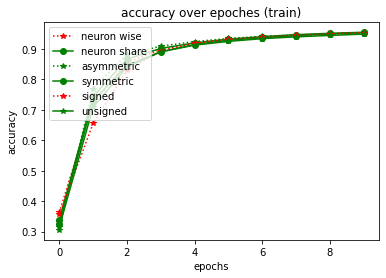 accuracy over epoches (train)
neuron wise
neuron share
asymmetric
symmetric
signed
unsigned
accuracy
0.9
0.8
0.7
0.6
0.5
0.4
0.3
0 2 4 6 8
epochs